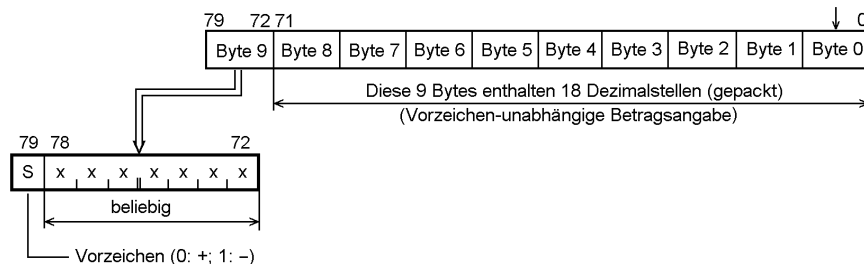 79 72 71 0
Byte 9 Byte 8 Byte 7 Byte 6 Byte 5 Byte 4 Byte 3 Byte 2 Byte 1 Byte 0
Diese 9 Bytes enthalten 18 Dezimalstellen (gepackt)
(Vorzeichen-unabhängige Betragsangabe)
79 78 72
S x x x x x x x
beliebig
Vorzeichen (0: +; 1: –)